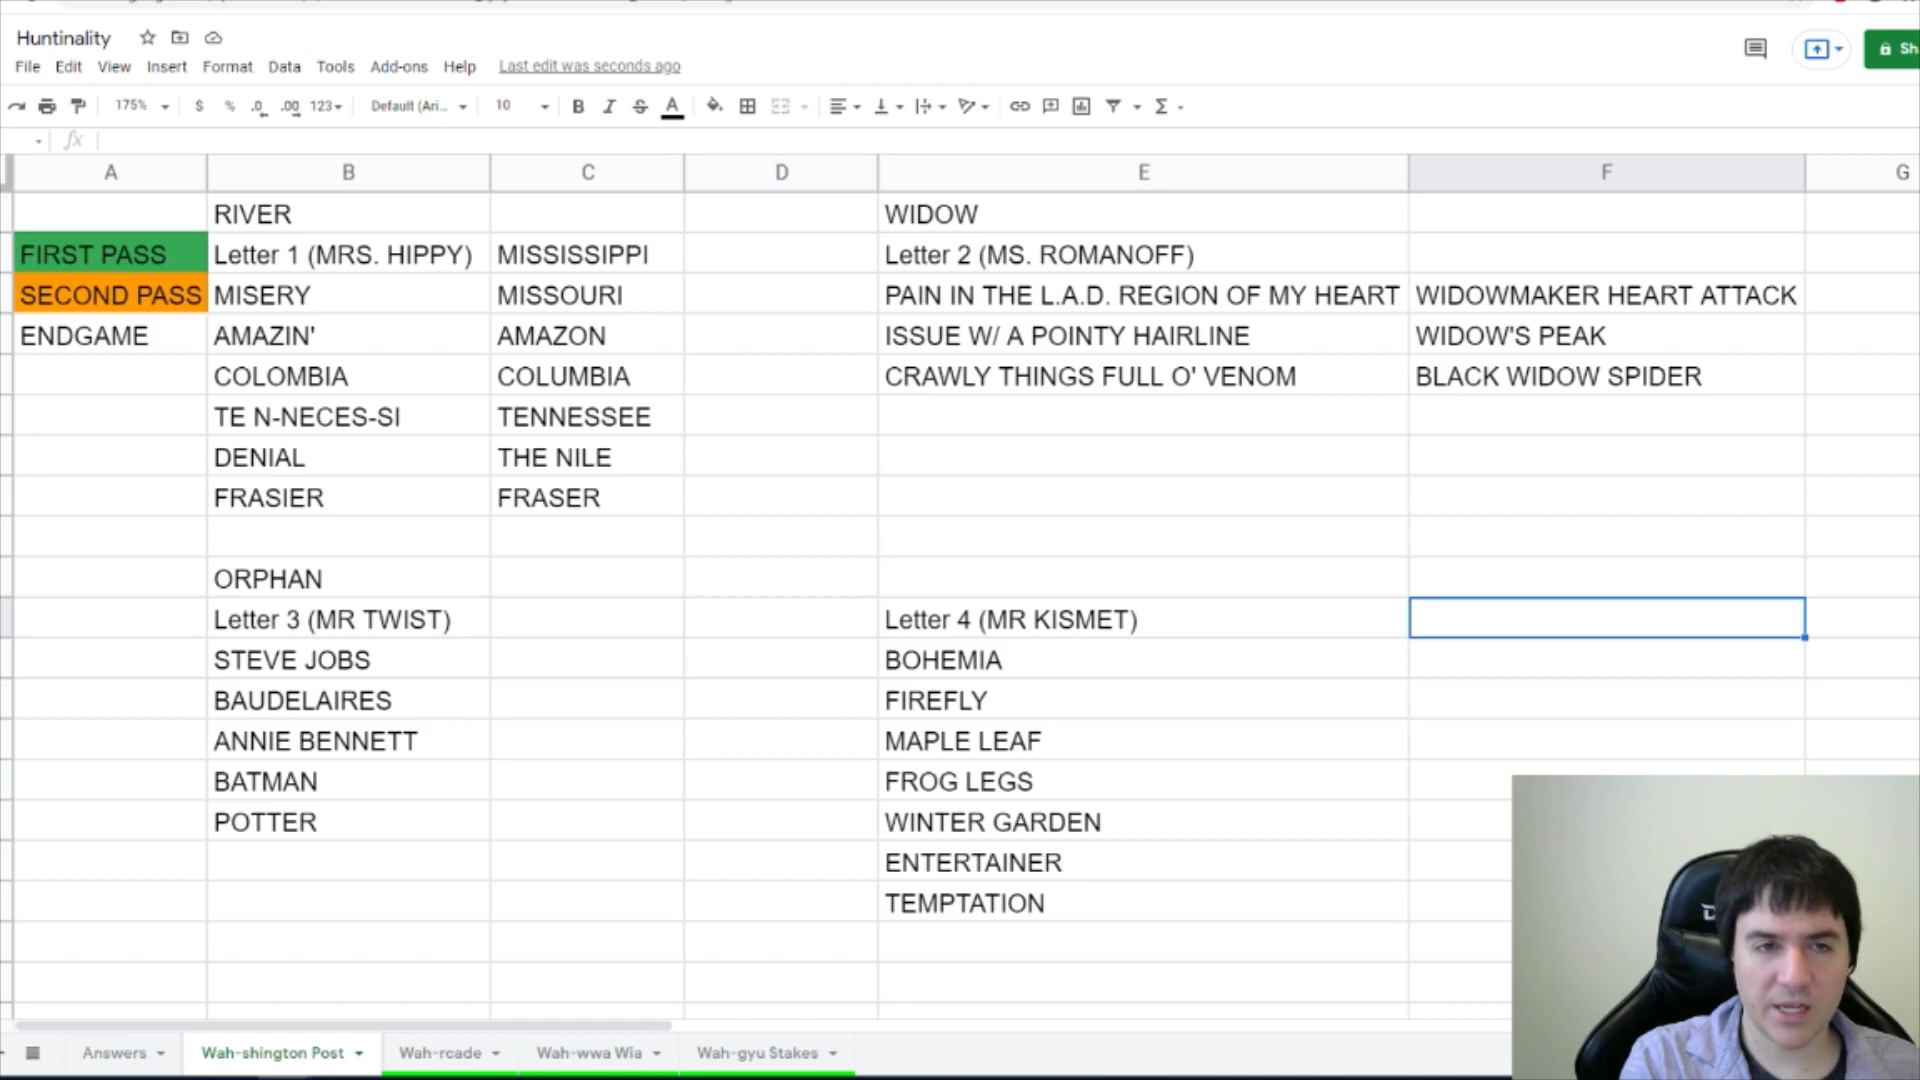 Huntinality
File Edit View Insert Format Data Tools Add-ons Help Last edit was seconds ago
Sh
175% $ % .0 .00 123 Default (Ari... 10 B I S A
fx
A B C D E F G
RIVER WIDOW
FIRST PASS Letter 1 (MRS. HIPPY) MISSISSIPPI Letter 2 (MS. ROMANOFF)
SECOND PASS MISERY MISSOURI PAIN IN THE L.A.D. REGION OF MY HEART WIDOWMAKER HEART ATTACK
ENDGAME AMAZIN' AMAZON ISSUE W/ A POINTY HAIRLINE WIDOW'S PEAK
COLOMBIA COLUMBIA CRAWLY THINGS FULL O' VENOM BLACK WIDOW SPIDER
TE N-NECES-SI TENNESSEE
DENIAL THE NILE
FRASIER FRASER
ORPHAN
Letter 3 (MR TWIST) Letter 4 (MR KISMET)
STEVE JOBS BOHEMIA
BAUDELAIRES FIREFLY
ANNIE BENNETT MAPLE LEAF
BATMAN FROG LEGS
POTTER WINTER GARDEN
ENTERTAINER
TEMPTATION
Answers Wah-shington Post Wah-rcade Wah-wwa Wia Wah-gyu Stakes